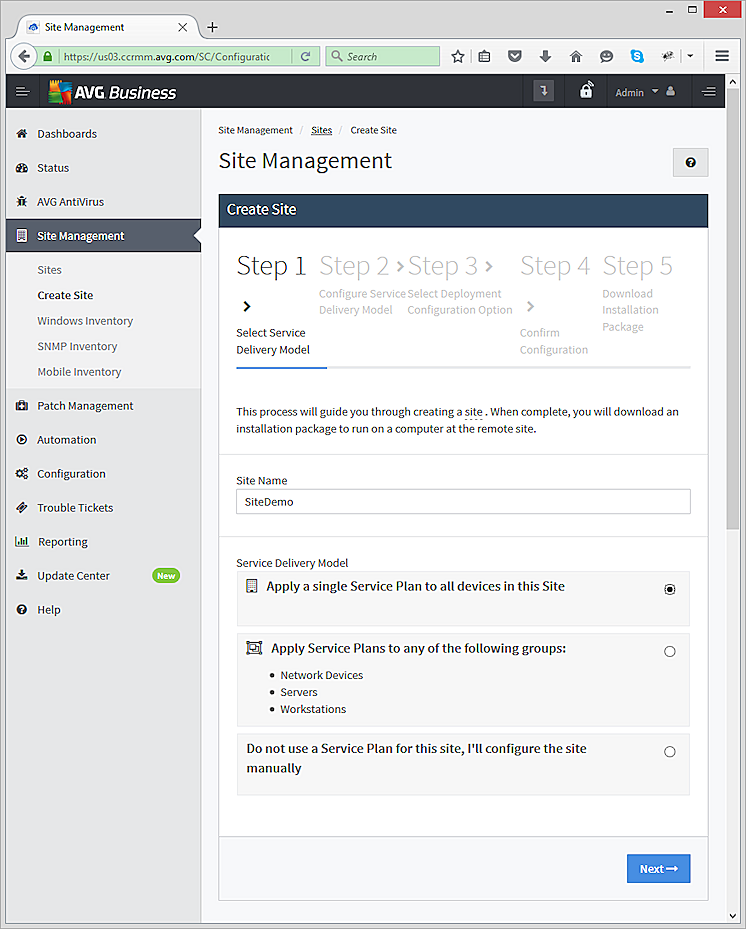 Site Management
https://us03.ccrmm.avg.com/SC/Configuratic
Search
AVG Business
Admin
Dashboards
Status
AVG AntiVirus
Site Management
Sites
Create Site
Windows Inventory
SNMP Inventory
Mobile Inventory
Patch Management
Automation
Configuration
Trouble Tickets
Reporting
Update Center
New
Help
Site Management / Sites / Create Site
Site Management
Create Site
Step 1
Select Service
Delivery Model
Step 2
Configure Service
Delivery Model
Step 3
Select Deployment
Configuration Option
Step 4
Confirm
Configuration
Step 5
Download
Installation
Package
This process will guide you through creating a site . When complete, you will download an
installation package to run on a computer at the remote site.
Site Name
SiteDemo
Service Delivery Model
Apply a single Service Plan to all devices in this Site
Apply Service Plans to any of the following groups:
Network Devices
Servers
Workstations
Do not use a Service Plan for this site, I'll configure the site
manually
Next